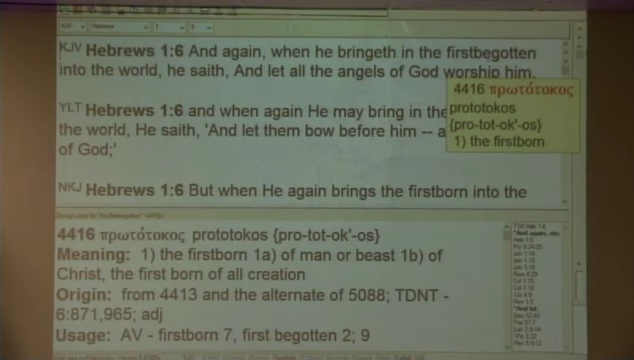 KJV Hebrews 1 6
KJV Hebrews 1:6 And again, when he bringeth in the firstbegotten
into the world, he saith, And let all the angels of God worship him.
YLT Hebrews 1:6 and when again He may bring in the
the world, He saith, 'And let them bow before him -- a
of God;'
NKJ Hebrews 1:6 But when He again brings the firstborn into the
4416 πρωτότοκος
prototokos
{pro-tot-ok'-os}
1) the firstborn
4416 πρωτότοκος prototokos {pro-tot-ok'-os}
Meaning: 1) the firstborn 1a) of man or beast 1b) of
Christ, the first born of all creation
Origin: from 4413 and the alternate of 5088; TDNT -
6:871,965; adj
Usage: AV - firstborn 7, first begotten 2; 9